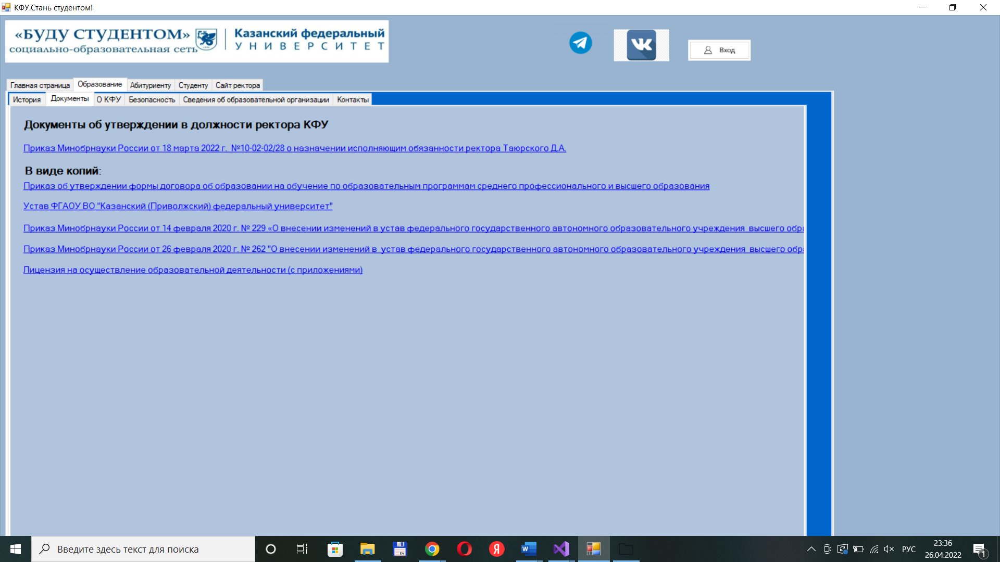 КФУ.Стань студентом!
«БУДУ СТУДЕНТОМ»
социально-образовательная сеть
Казанский федеральный
УНИВЕРСИТЕТ
Вход
Главная страница Образование Абитуриенту Студенту Сайт ректора
История Документы О КФУ Безопасность Сведения об образовательной организации Контакты
Документы об утверждении в должности ректора КФУ
Приказ Минобрнауки России от 18 марта 2022 г. №10-02-02/28 о назначении исполняющим обязанности ректора Таюрского Д.А.
В виде копий:
Приказ об утверждении формы договора об образовании на обучение по образовательным программам среднего профессионального и высшего образования
Устав ФГАОУ ВО "Казанский (Приволжский) федеральный университет"
Приказ Минобрнауки России от 14 февраля 2020 г. № 229 «О внесении изменений в устав федерального государственного автономного образовательного учреждения высшего обра
Приказ Минобрнауки России от 26 февраля 2020 г. № 262 "О внесении изменений в устав федерального государственного автономного образовательного учреждения высшего обра
Лицензия на осуществление образовательной деятельности (с приложениями)
Введите здесь текст для поиска
64
Я
W
РУС
23:36
26.04.2022
1